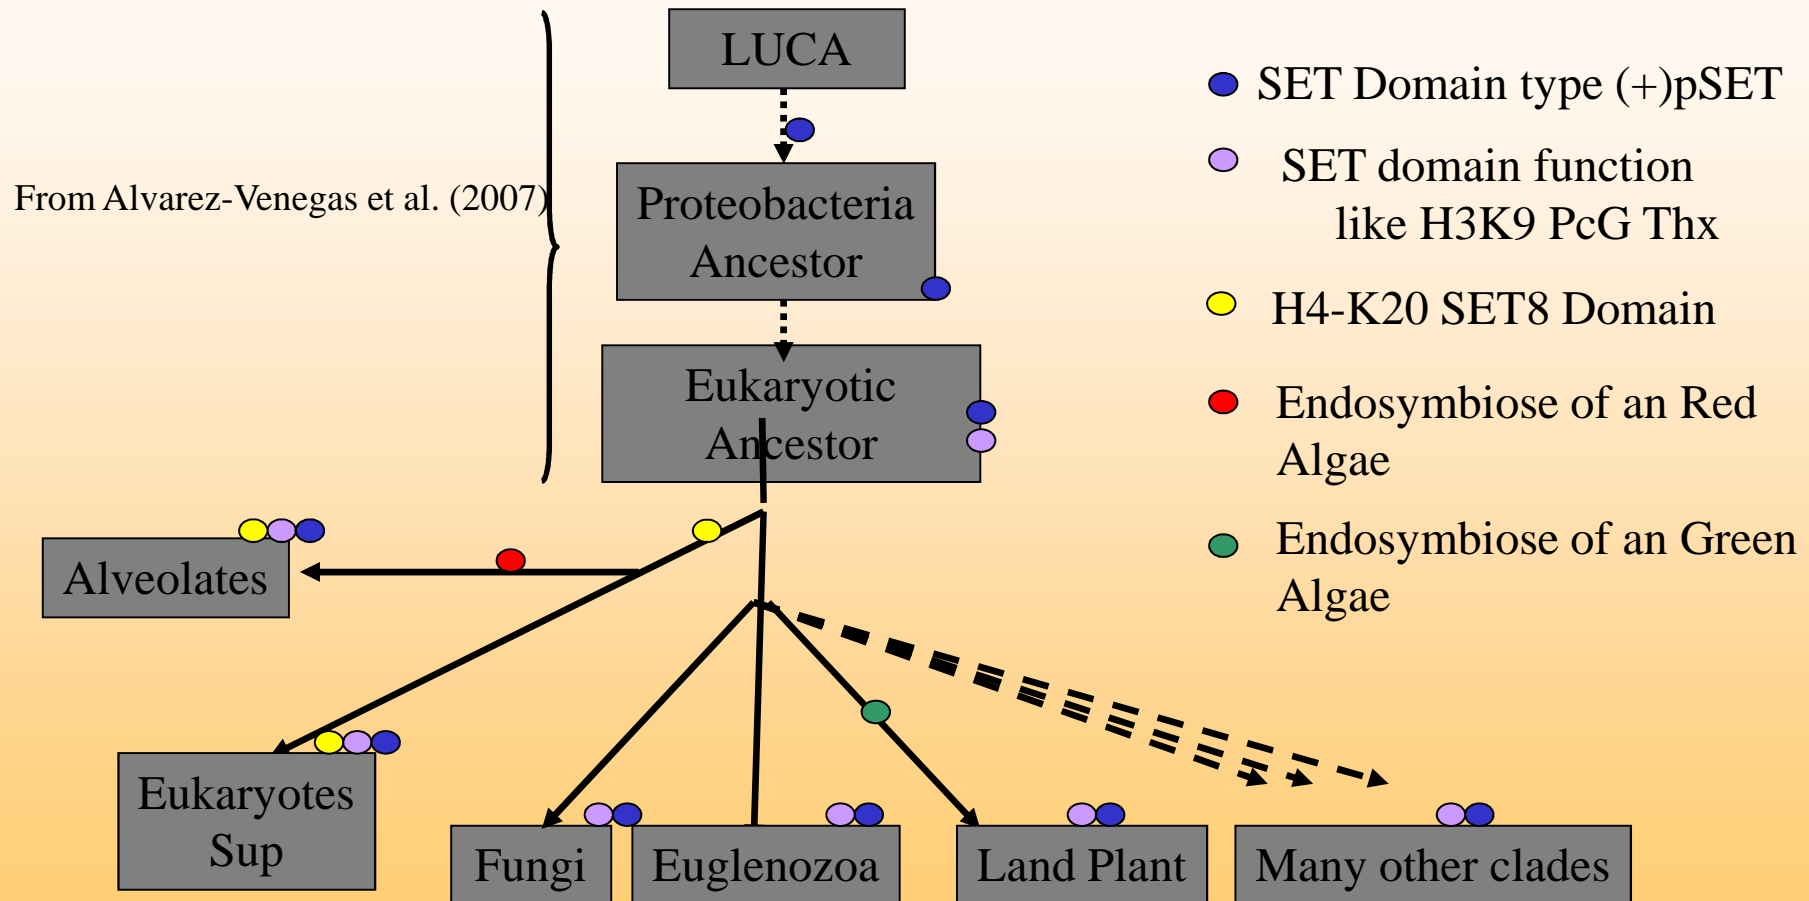 LUCA
From Alvarez-Venegas et al. (2007)
Proteobacteria
Ancestor
Eukaryotic
Ancestor
SET Domain type (+)pSET
SET domain function
like H3K9 PcG Thx
H4-K20 SET8 Domain
Endosymbiose of an Red
Algae
Endosymbiose of an Green
Algae
Alveolates
Eukaryotes
Sup
Fungi
Euglenozoa
Land Plant
Many other clades